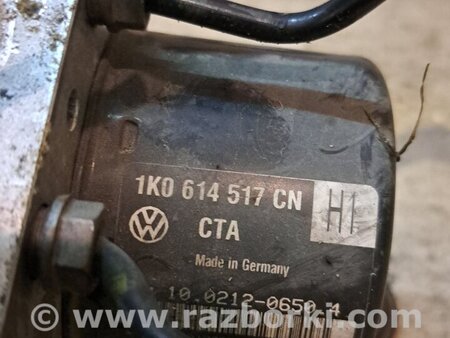 1K0 614 517 CN
H1
CTA
Made in Germany
10.0212-0650.4
www.razborki.com